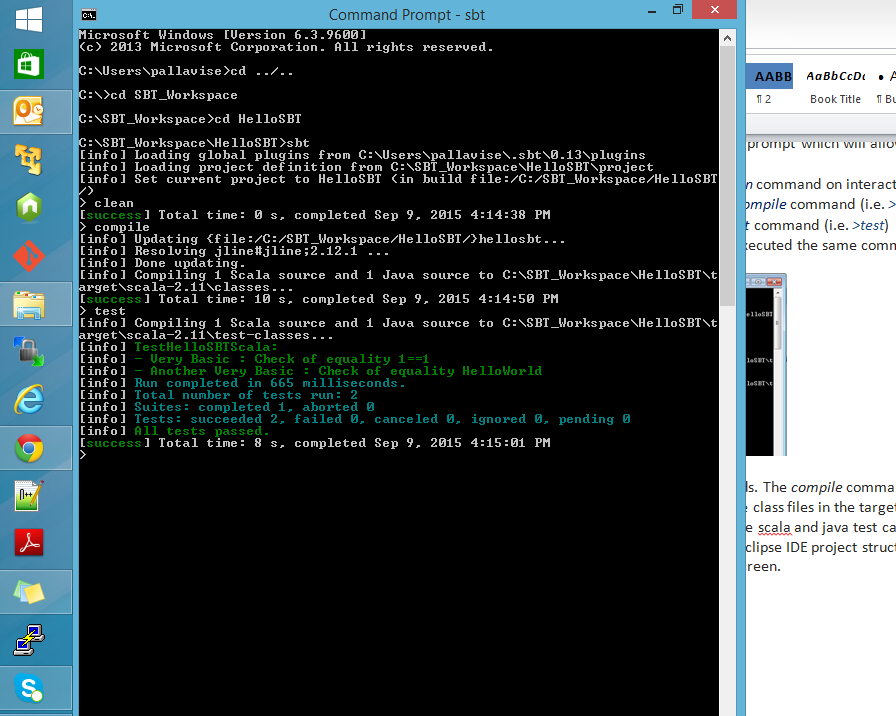 Command Prompt - sbt
Microsoft Windows [Version 6.3.9600]
(c) 2013 Microsoft Corporation. All rights reserved.
C:\Users\pallavise>cd ../..
C:\>cd SBT_Workspace
C:\SBT_Workspace>cd HelloSBT
C:\SBT_Workspace\HelloSBT>sbt
[info] Loading global plugins from C:\Users\pallavise\.sbt\0.13\plugins
[info] Loading project definition from C:\SBT_Workspace\HelloSBT\project
[info] Set current project to HelloSBT (in build file:/C:/SBT_Workspace/HelloSBT
/)
> clean
[success] Total time: 0 s, completed Sep 9, 2015 4:14:38 PM
> compile
[info] Updating {file:/C:/SBT_Workspace/HelloSBT/}hellosbt...
[info] Resolving jline#jline;2.12.1 ...
[info] Done updating.
[info] Compiling 1 Scala source and 1 Java source to C:\SBT_Workspace\HelloSBT\t
arget\scala-2.11\classes...
[success] Total time: 10 s, completed Sep 9, 2015 4:14:50 PM
> test
[info] Compiling 1 Scala source and 1 Java source to C:\SBT_Workspace\HelloSBT\t
arget\scala-2.11\test-classes...
[info] TestHelloSBTScala:
[info] - Very Basic : Check of equality 1==1
[info] - Another Very Basic : Check of equality HelloWorld
[info] Run completed in 665 milliseconds.
[info] Total number of tests run: 2
[info] Suites: completed 1, aborted 0
[info] Tests: succeeded 2, failed 0, canceled 0, ignored 0, pending 0
[info] All tests passed.
[success] Total time: 8 s, completed Sep 9, 2015 4:15:01 PM
>
AABB AaBbCcDc • A
¶ 2 Book Title ¶ Bu
prompt which will allow
n command on interact
ompile command (i.e. >
t command (i.e. >test)
xecuted the same comm
elloSBT
lloSBT\t
lloSBT\t
ls. The compile comma
e class files in the target
e scala and java test ca
clipse IDE project struct
reen.